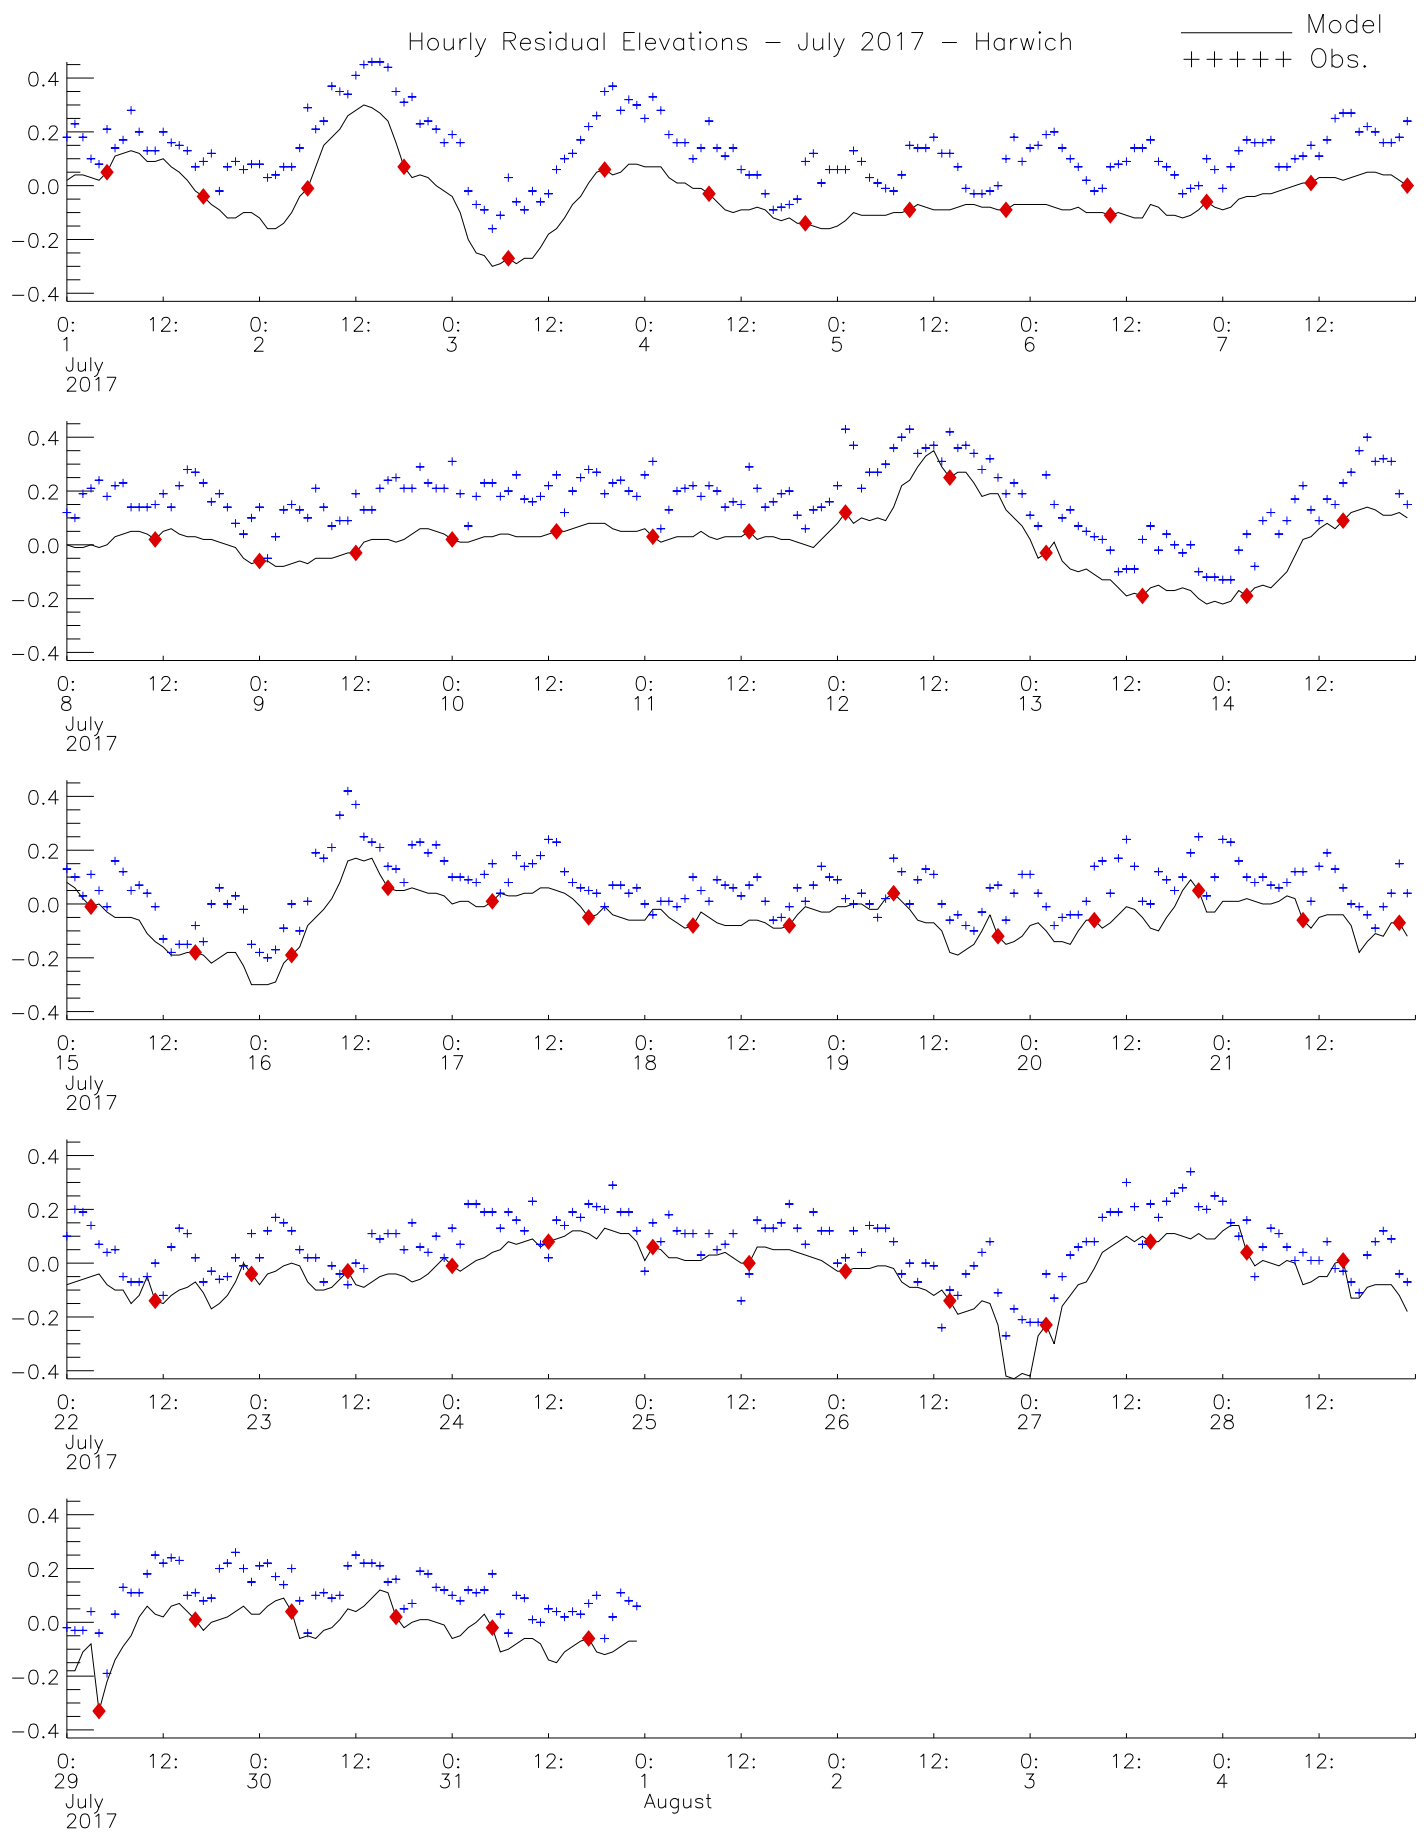 Hourly Residual Elevations – July 2017 – Harwich
Model
+++++ Obs.
0.4
0.2
0.0
−0.2
−0.4
0: 12: 0: 12: 0: 12: 0: 12: 0: 12: 0: 12: 0: 12:
1 2 3 4 5 6 7
July
2017
0.4
0.2
0.0
−0.2
−0.4
0: 12: 0: 12: 0: 12: 0: 12: 0: 12: 0: 12: 0: 12:
8 9 10 11 12 13 14
July
2017
0.4
0.2
0.0
−0.2
−0.4
0: 12: 0: 12: 0: 12: 0: 12: 0: 12: 0: 12: 0: 12:
15 16 17 18 19 20 21
July
2017
0.4
0.2
0.0
−0.2
−0.4
0: 12: 0: 12: 0: 12: 0: 12: 0: 12: 0: 12: 0: 12:
22 23 24 25 26 27 28
July
2017
0.4
0.2
0.0
−0.2
−0.4
0: 12: 0: 12: 0: 12: 0: 12: 0: 12: 0: 12: 0: 12:
29 30 31 1 2 3 4
July August
2017